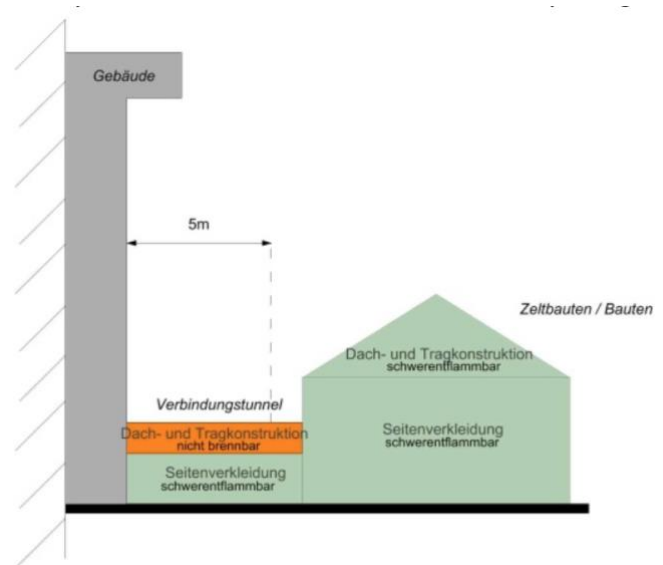 Gebäude
5m
Zeltbauten / Bauten
Dach- und Tragkonstruktion
schwerentflammbar
Verbindungstunnel
Dach- und Tragkonstruktion
nicht brennbar
Seitenverkleidung
schwerentflammbar
Seitenverkleidung
schwerentflammbar